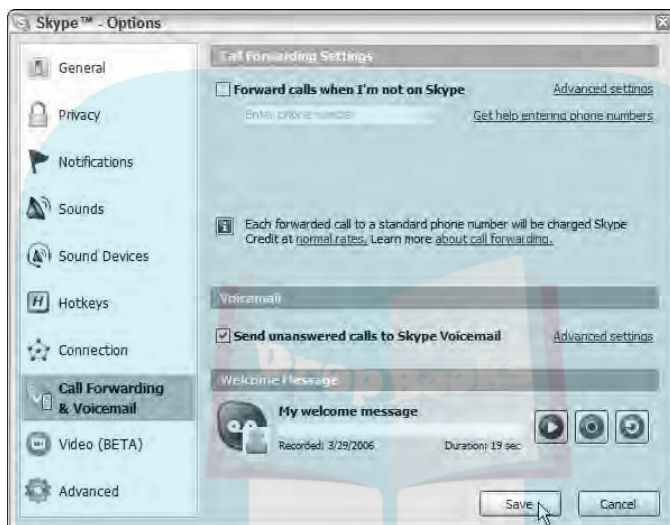 Skype™ - Options
General
Privacy
Notifications
Sounds
Sound Devices
Hotkeys
Connection
Call Forwarding
& Voicemail
Video (BETA)
Advanced
Call Forwarding Settings
Forward calls when I'm not on Skype
Advanced settings
Enter phone number
Get help entering phone numbers
Each forwarded call to a standard phone number will be charged Skype
Credit at normal rates. Learn more about call forwarding.
Voicemail
Send unanswered calls to Skype Voicemail
Advanced settings
Drop Books
Welcome Message
My welcome message
Recorded: 3/29/2006
Duration: 19 sec
Save
Cancel